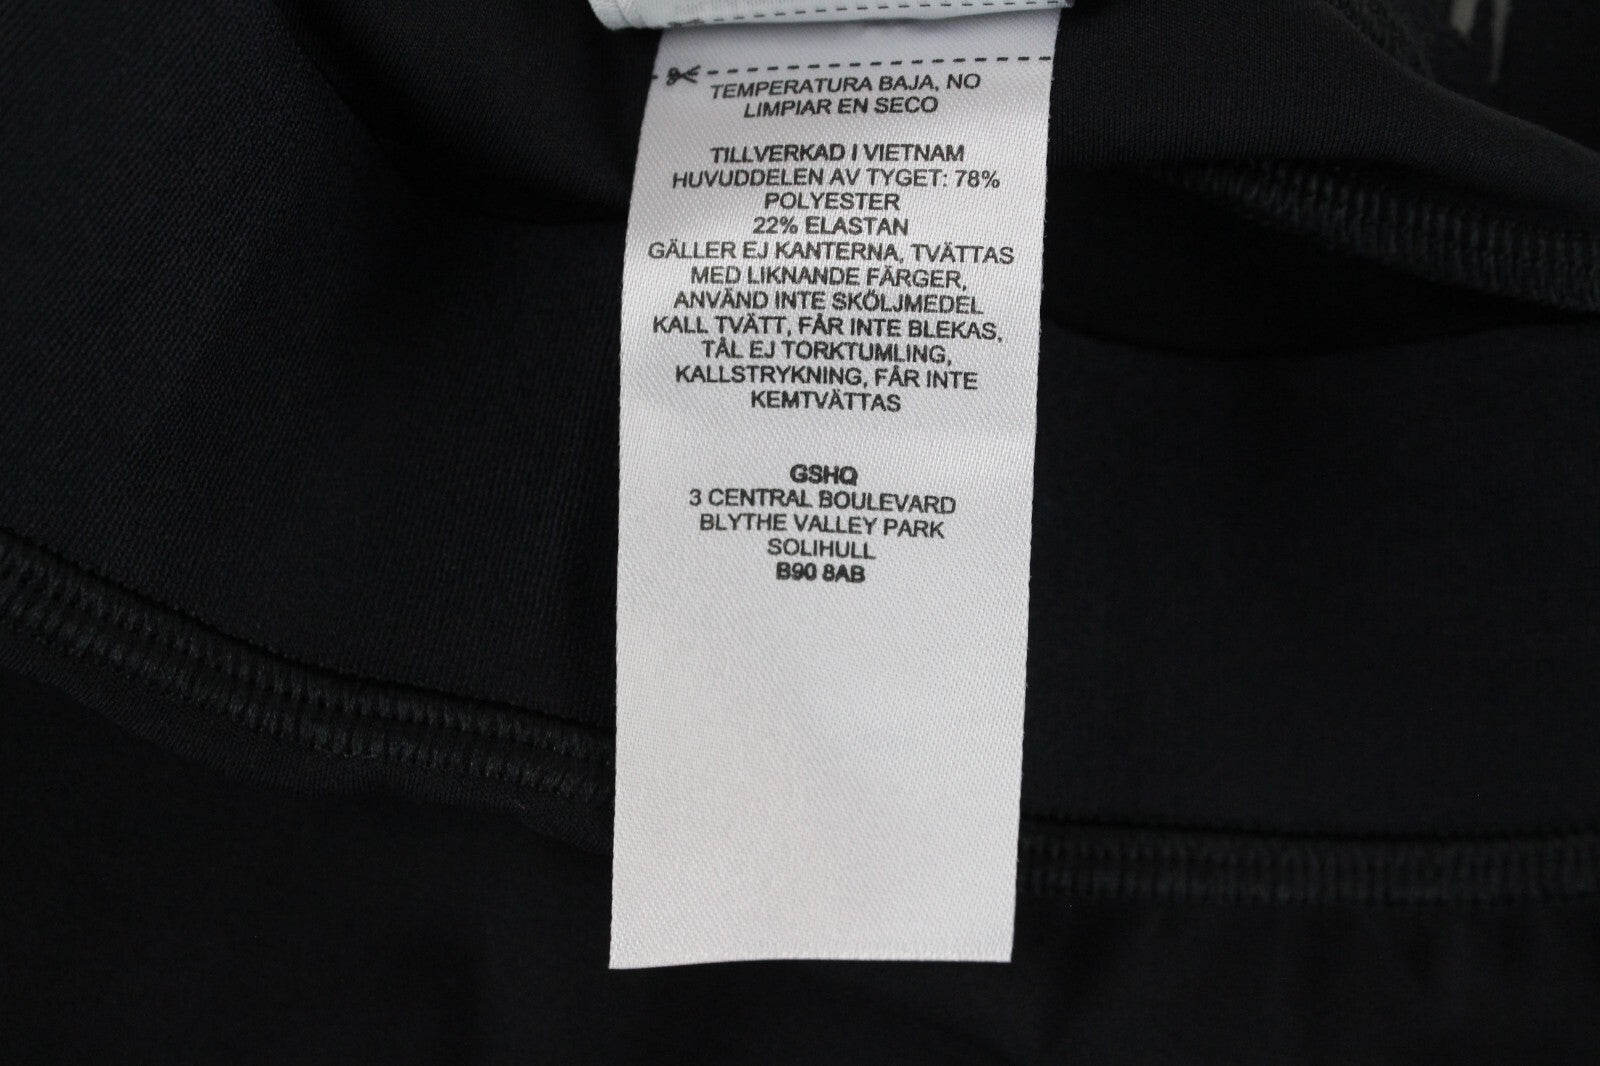 TEMPERATURA BAJA, NO
LIMPIAR EN SECO
TILLVERKAD I VIETNAM
HUVUDDELEN AV TYGET: 78%
POLYESTER
22% ELASTAN
GÄLLER EJ KANTERNA, TVÄTTAS
MED LIKNANDE FÄRGER,
ANVÄND INTE SKÖLJMEDEL
KALL TVÄTT, FÅR INTE BLEKAS,
TÅL EJ TORKTUMLING,
KALLSTRYKNING, FÅR INTE
KEMTVÄTTAS
GSHQ
3 CENTRAL BOULEVARD
BLYTHE VALLEY PARK
SOLIHULL
B90 8AB